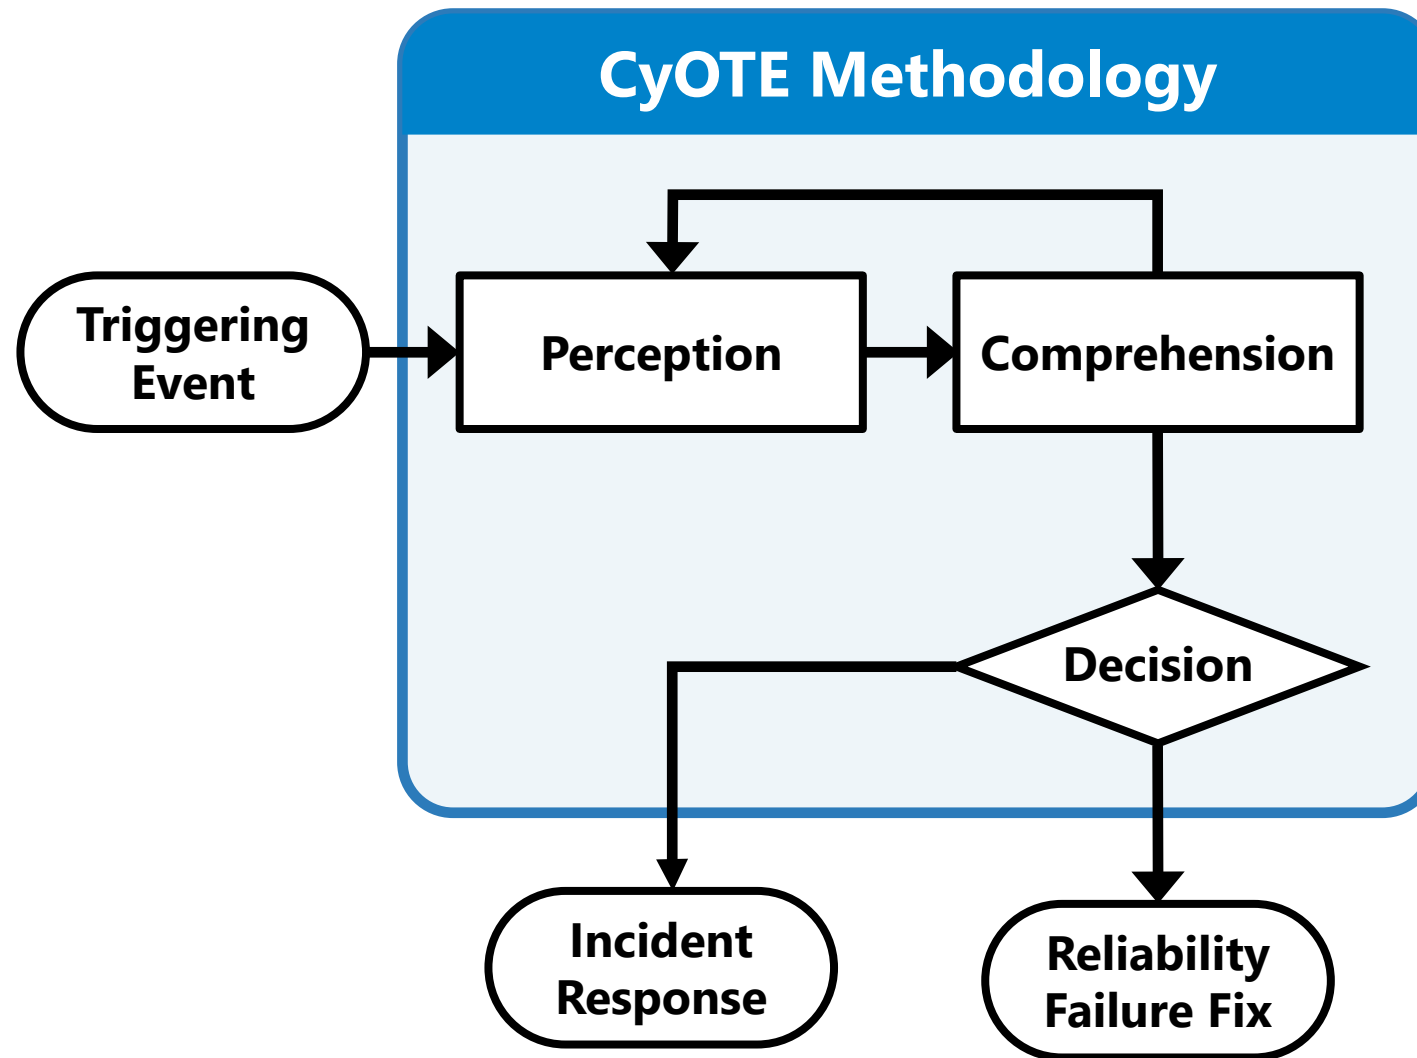 CyOTE Methodology
Triggering
Event
Perception
Comprehension
Decision
Incident
Response
Reliability
Failure Fix